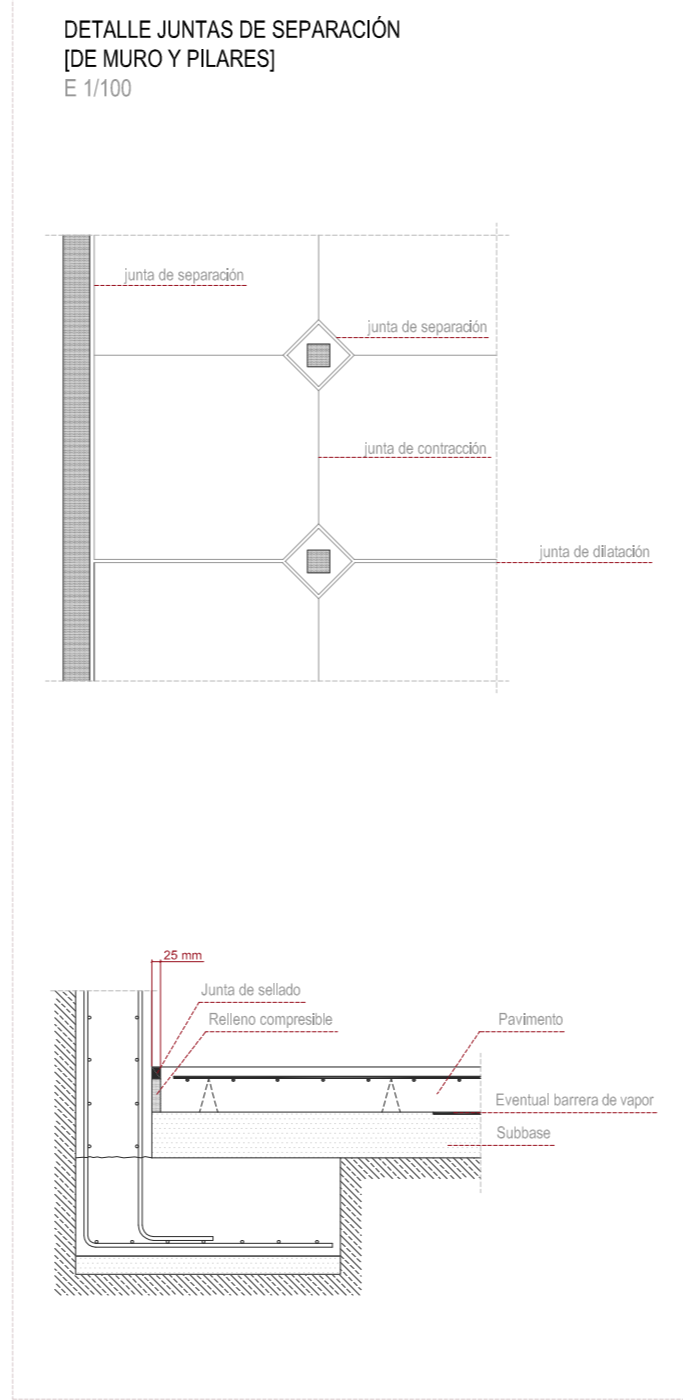 DETALLE JUNTAS DE SEPARACIÓN
[DE MURO Y PILARES]
E 1/100
junta de separación
junta de separación
junta de contracción
junta de dilatación
25 mm
Junta de sellado
Relleno compresible
Pavimento
Eventual barrera de vapor
Subbase